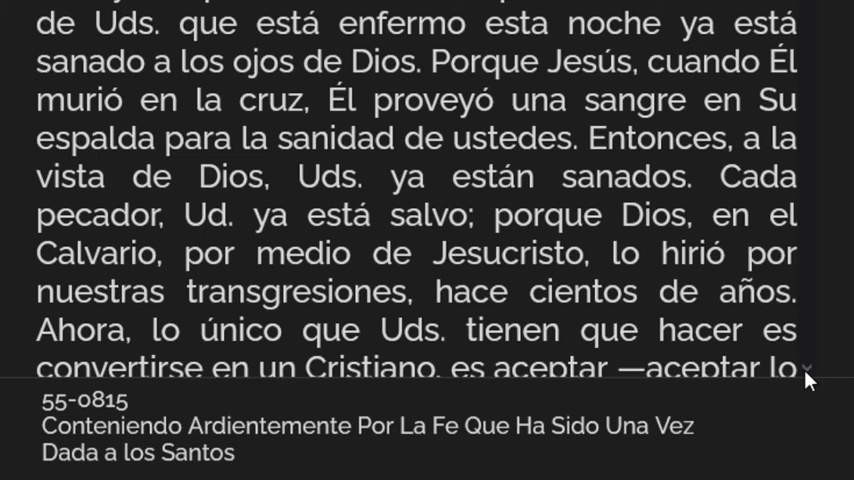 de Uds. que está enfermo esta noche ya está
sanado a los ojos de Dios. Porque Jesús, cuando Él
murió en la cruz, Él proveyó una sangre en Su
espalda para la sanidad de ustedes. Entonces, a la
vista de Dios, Uds. ya están sanados. Cada
pecador, Ud. ya está salvo; porque Dios, en el
Calvario, por medio de Jesucristo, lo hirió por
nuestras transgresiones, hace cientos de años.
Ahora, lo único que Uds. tienen que hacer es
convertirse en un Cristiano, es aceptar —aceptar lo
55-0815
Conteniendo Ardientemente Por La Fe Que Ha Sido Una Vez
Dada a los Santos